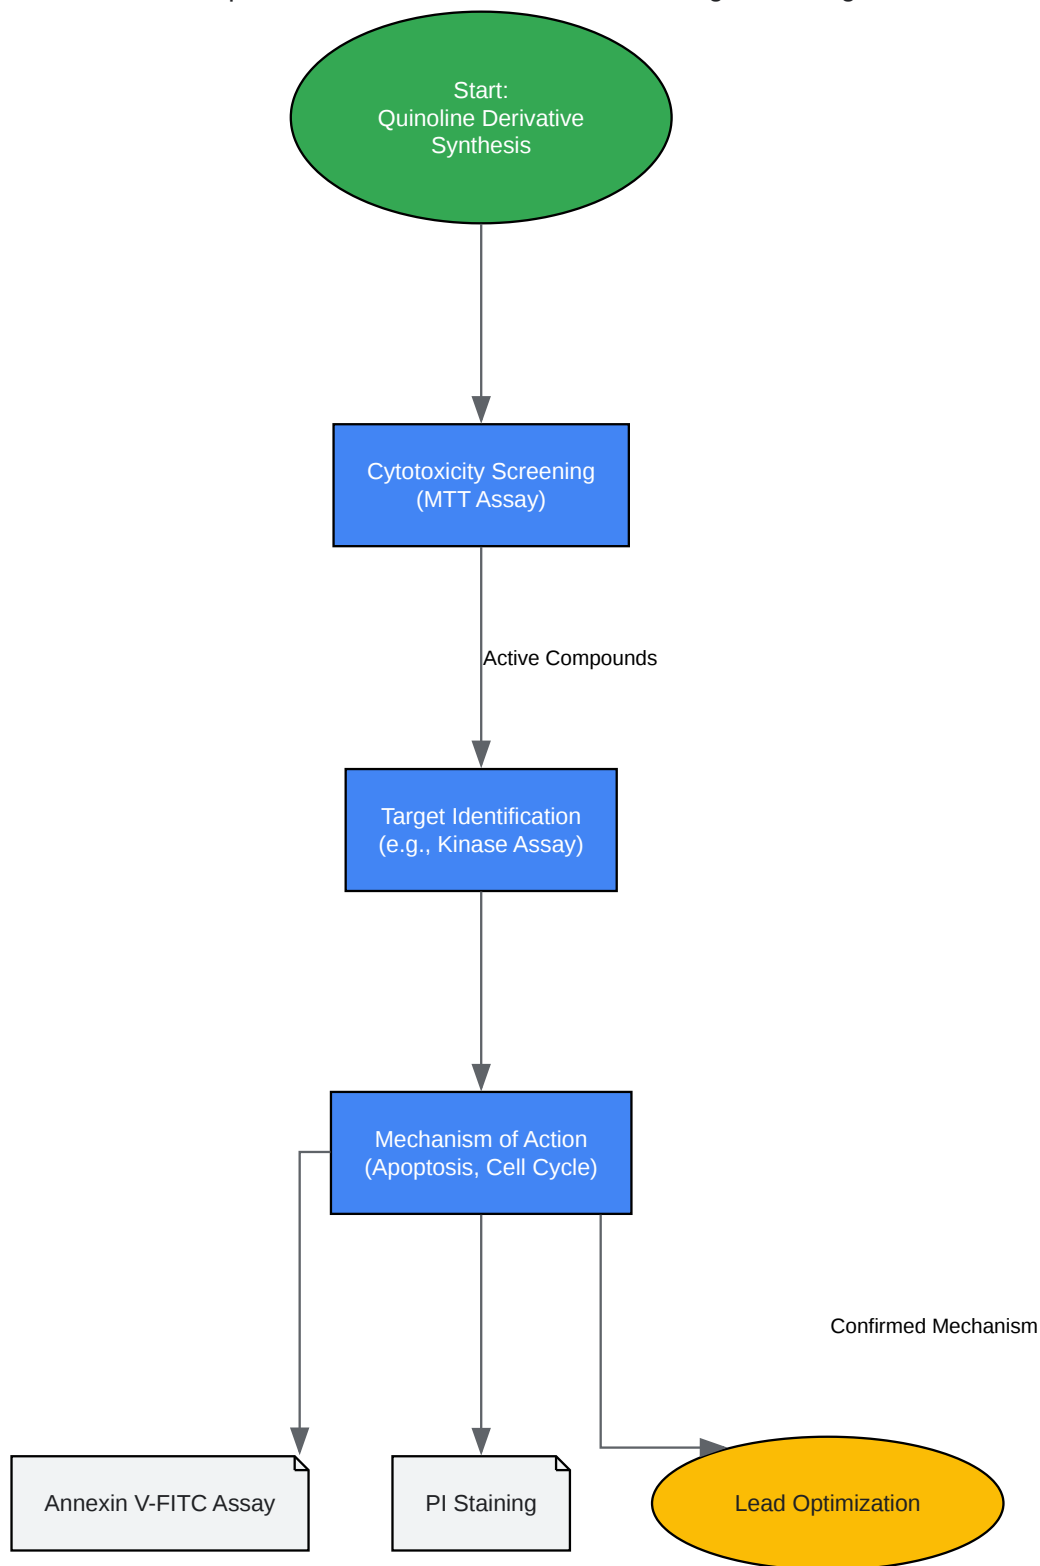 Start:
Quinoline Derivative
Synthesis
Cytotoxicity Screening
(MTT Assay)
Active Compounds
Target Identification
(e.g., Kinase Assay)
Mechanism of Action
(Apoptosis, Cell Cycle)
Confirmed Mechanism
Annexin V-FITC Assay
PI Staining
Lead Optimization